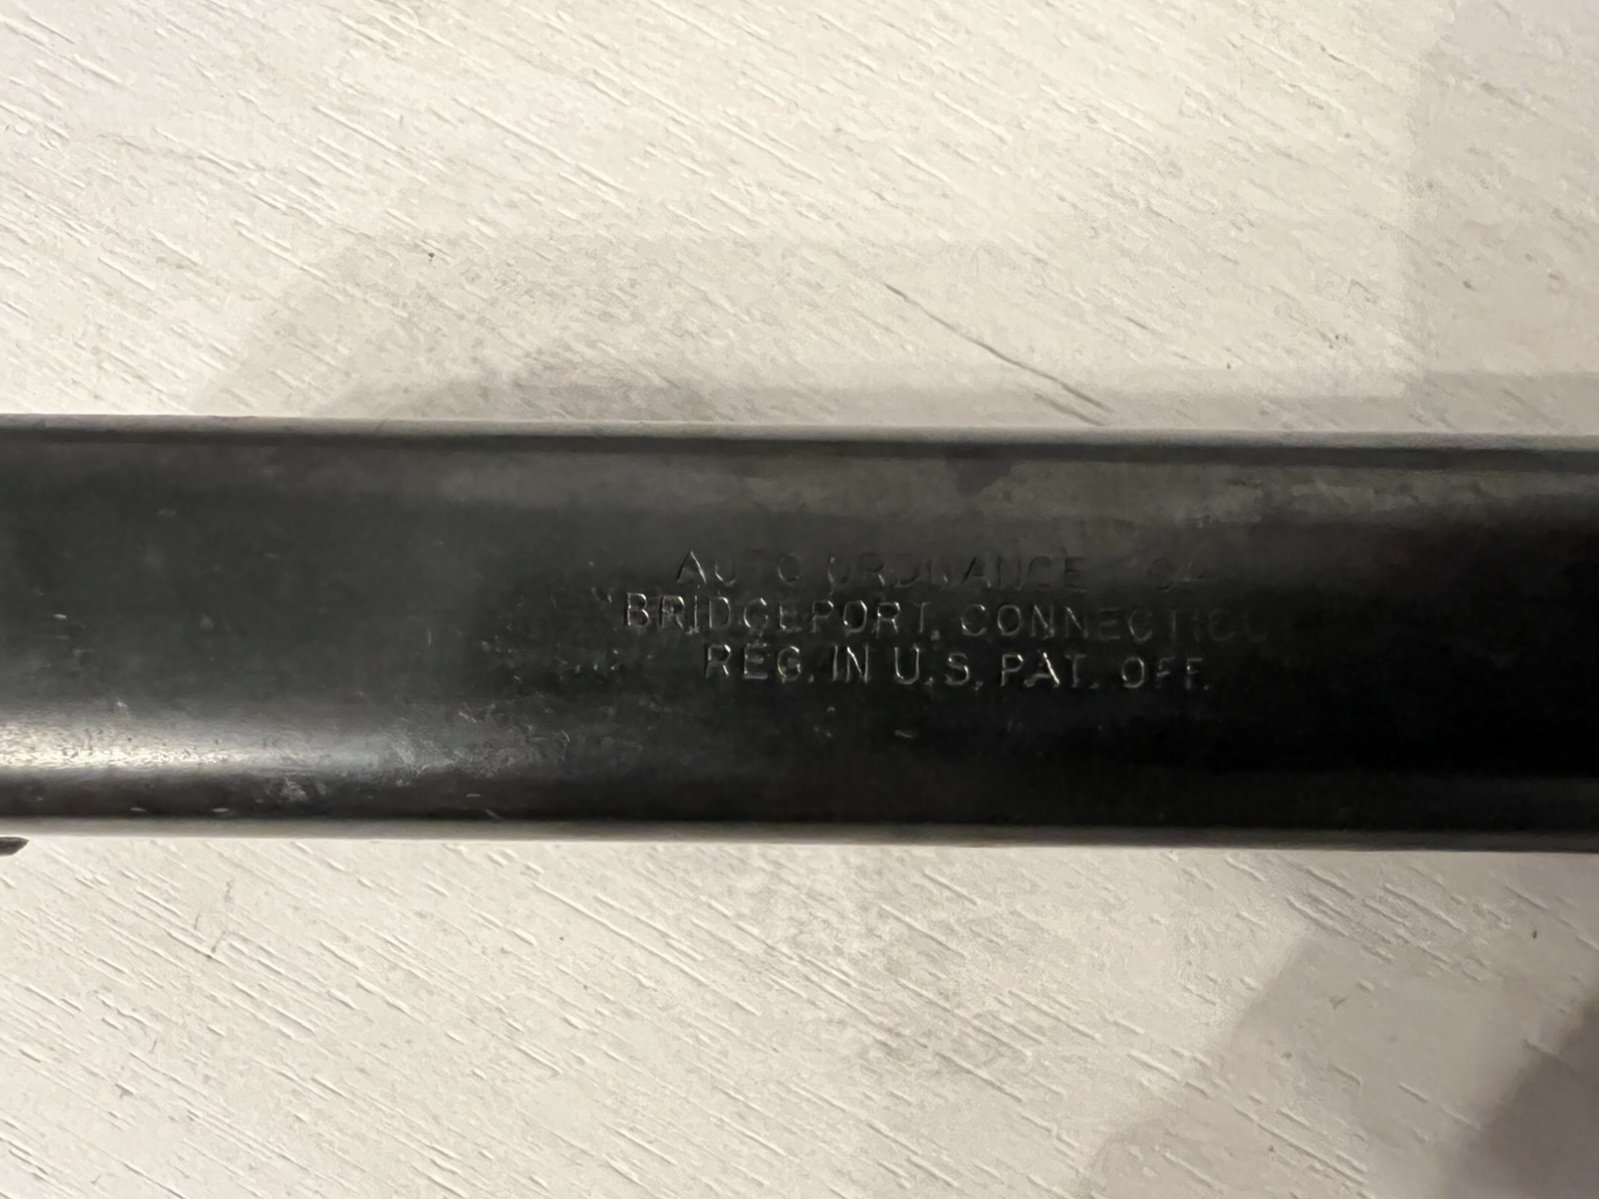 AUTO ORDNANCE
BRIDGEPORT, CONNECTICU
REG. IN U.S. PAT. OFF.